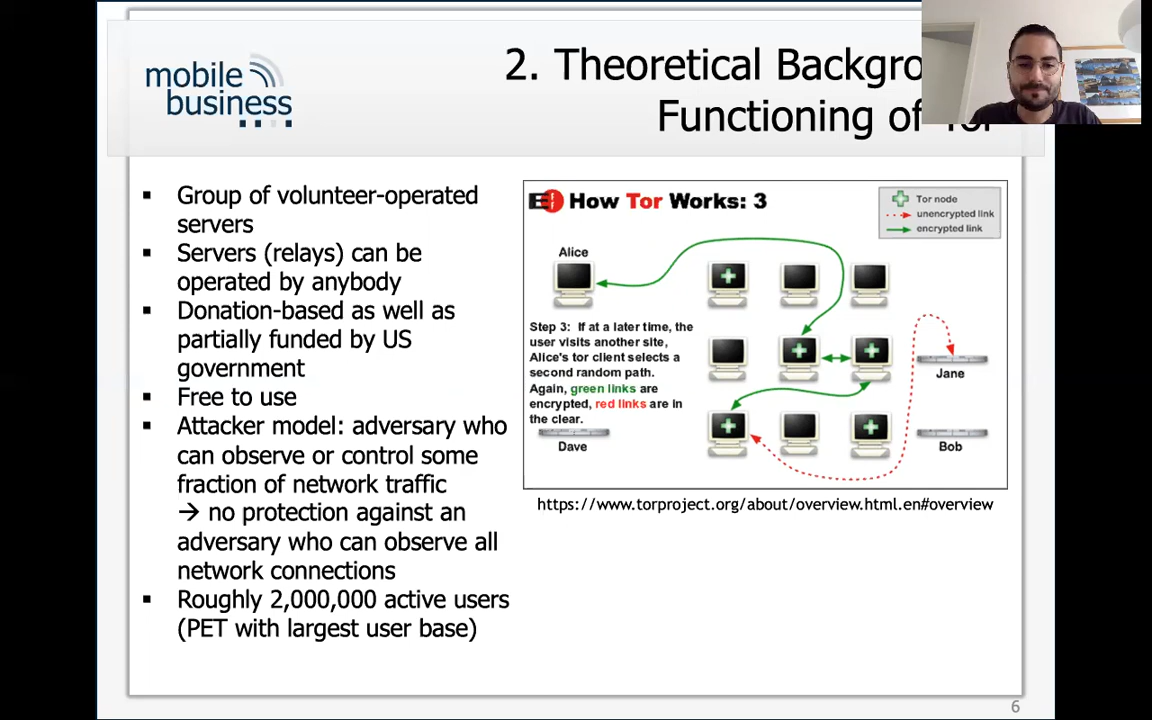 mobile
business
2. Theoretical
Functioning of
▪ Group of volunteer-operated
servers
▪ Servers (relays) can be
operated by anybody
▪ Donation-based as well as
partially funded by US
government
▪ Free to use
▪ Attacker model: adversary who
can observe or control some
fraction of network traffic
→ no protection against an
adversary who can observe all
network connections
▪ Roughly 2,000,000 active users
(PET with largest user base)
How Tor Works: 3
Tor node
unencrypted link
encrypted link
Alice
Step 3: If at a later time, the
user visits another site,
Alice's tor client selects a
second random path.
Again, green links are
encrypted, red links are in
the clear.
Jane
Dave
Bob
https://www.torproject.org/about/overview.html.en#overview
6